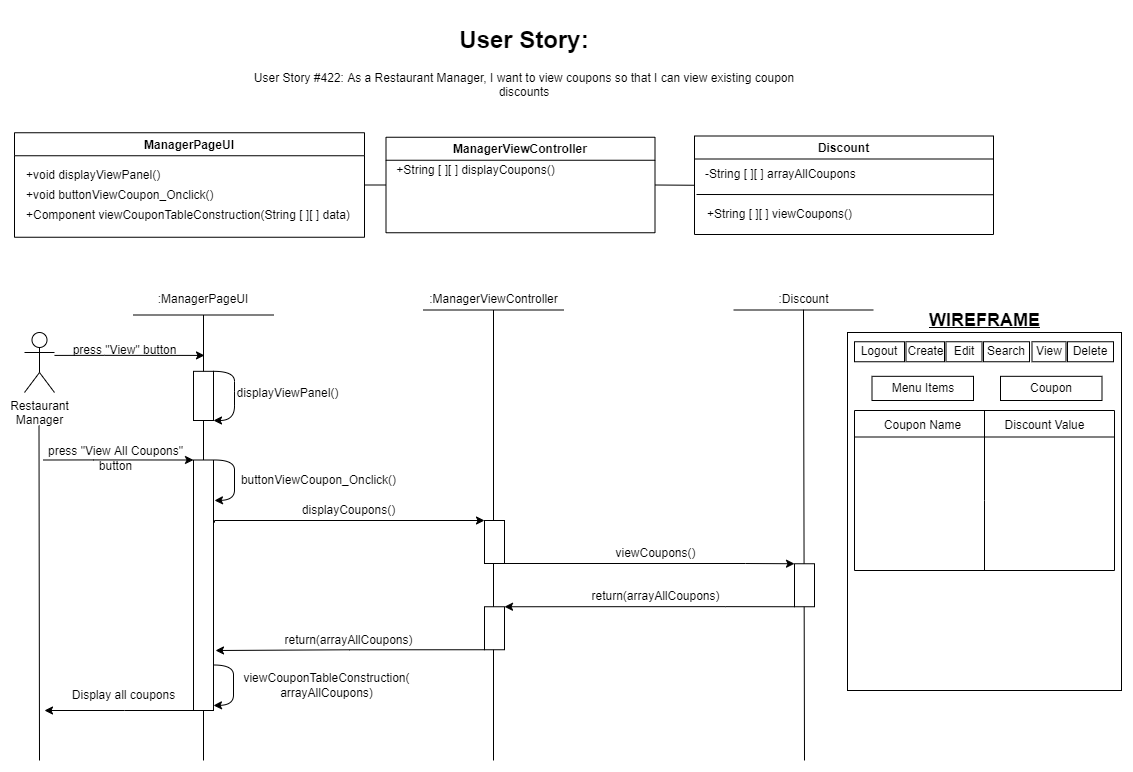 User Story:
User Story #422: As a Restaurant Manager, I want to view coupons so that I can view existing coupon
discounts
ManagerPageUI
+void displayViewPanel()
+void buttonViewCoupon_Onclick()
+Component viewCouponTableConstruction(String [ ][ ] data)
ManagerViewController
+String [ ][ ] displayCoupons()
Discount
-String [ ][ ] arrayAllCoupons
+String [ ][ ] viewCoupons()
:ManagerPageUI
:ManagerViewController
:Discount
Restaurant
Manager
press "View" button
displayViewPanel()
press "View All Coupons"
button
buttonViewCoupon_Onclick()
displayCoupons()
viewCoupons()
return(arrayAllCoupons)
return(arrayAllCoupons)
viewCouponTableConstruction(
arrayAllCoupons)
Display all coupons
WIREFRAME
Logout Create Edit Search View Delete
Menu Items Coupon
Coupon Name Discount Value